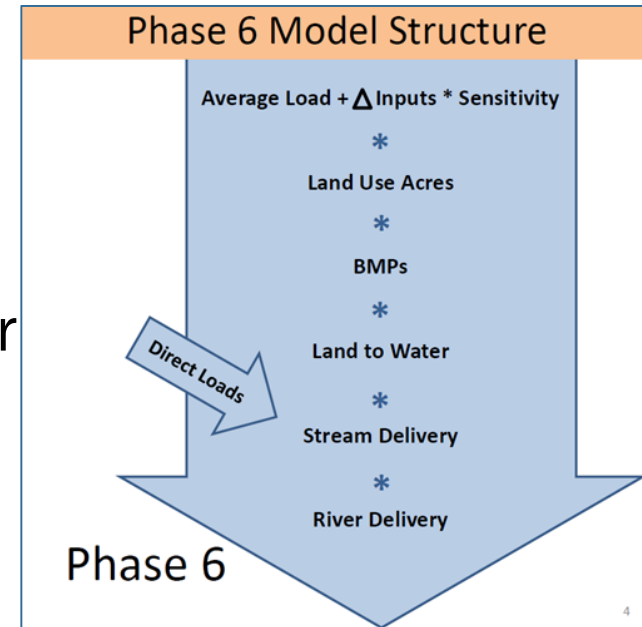 Phase 6 Model Structure
Average Load + Δ Inputs * Sensitivity
*
Land Use Acres
*
BMPs
*
r
Land to Water
Direct Loads
*
Stream Delivery
*
River Delivery
Phase 6
4